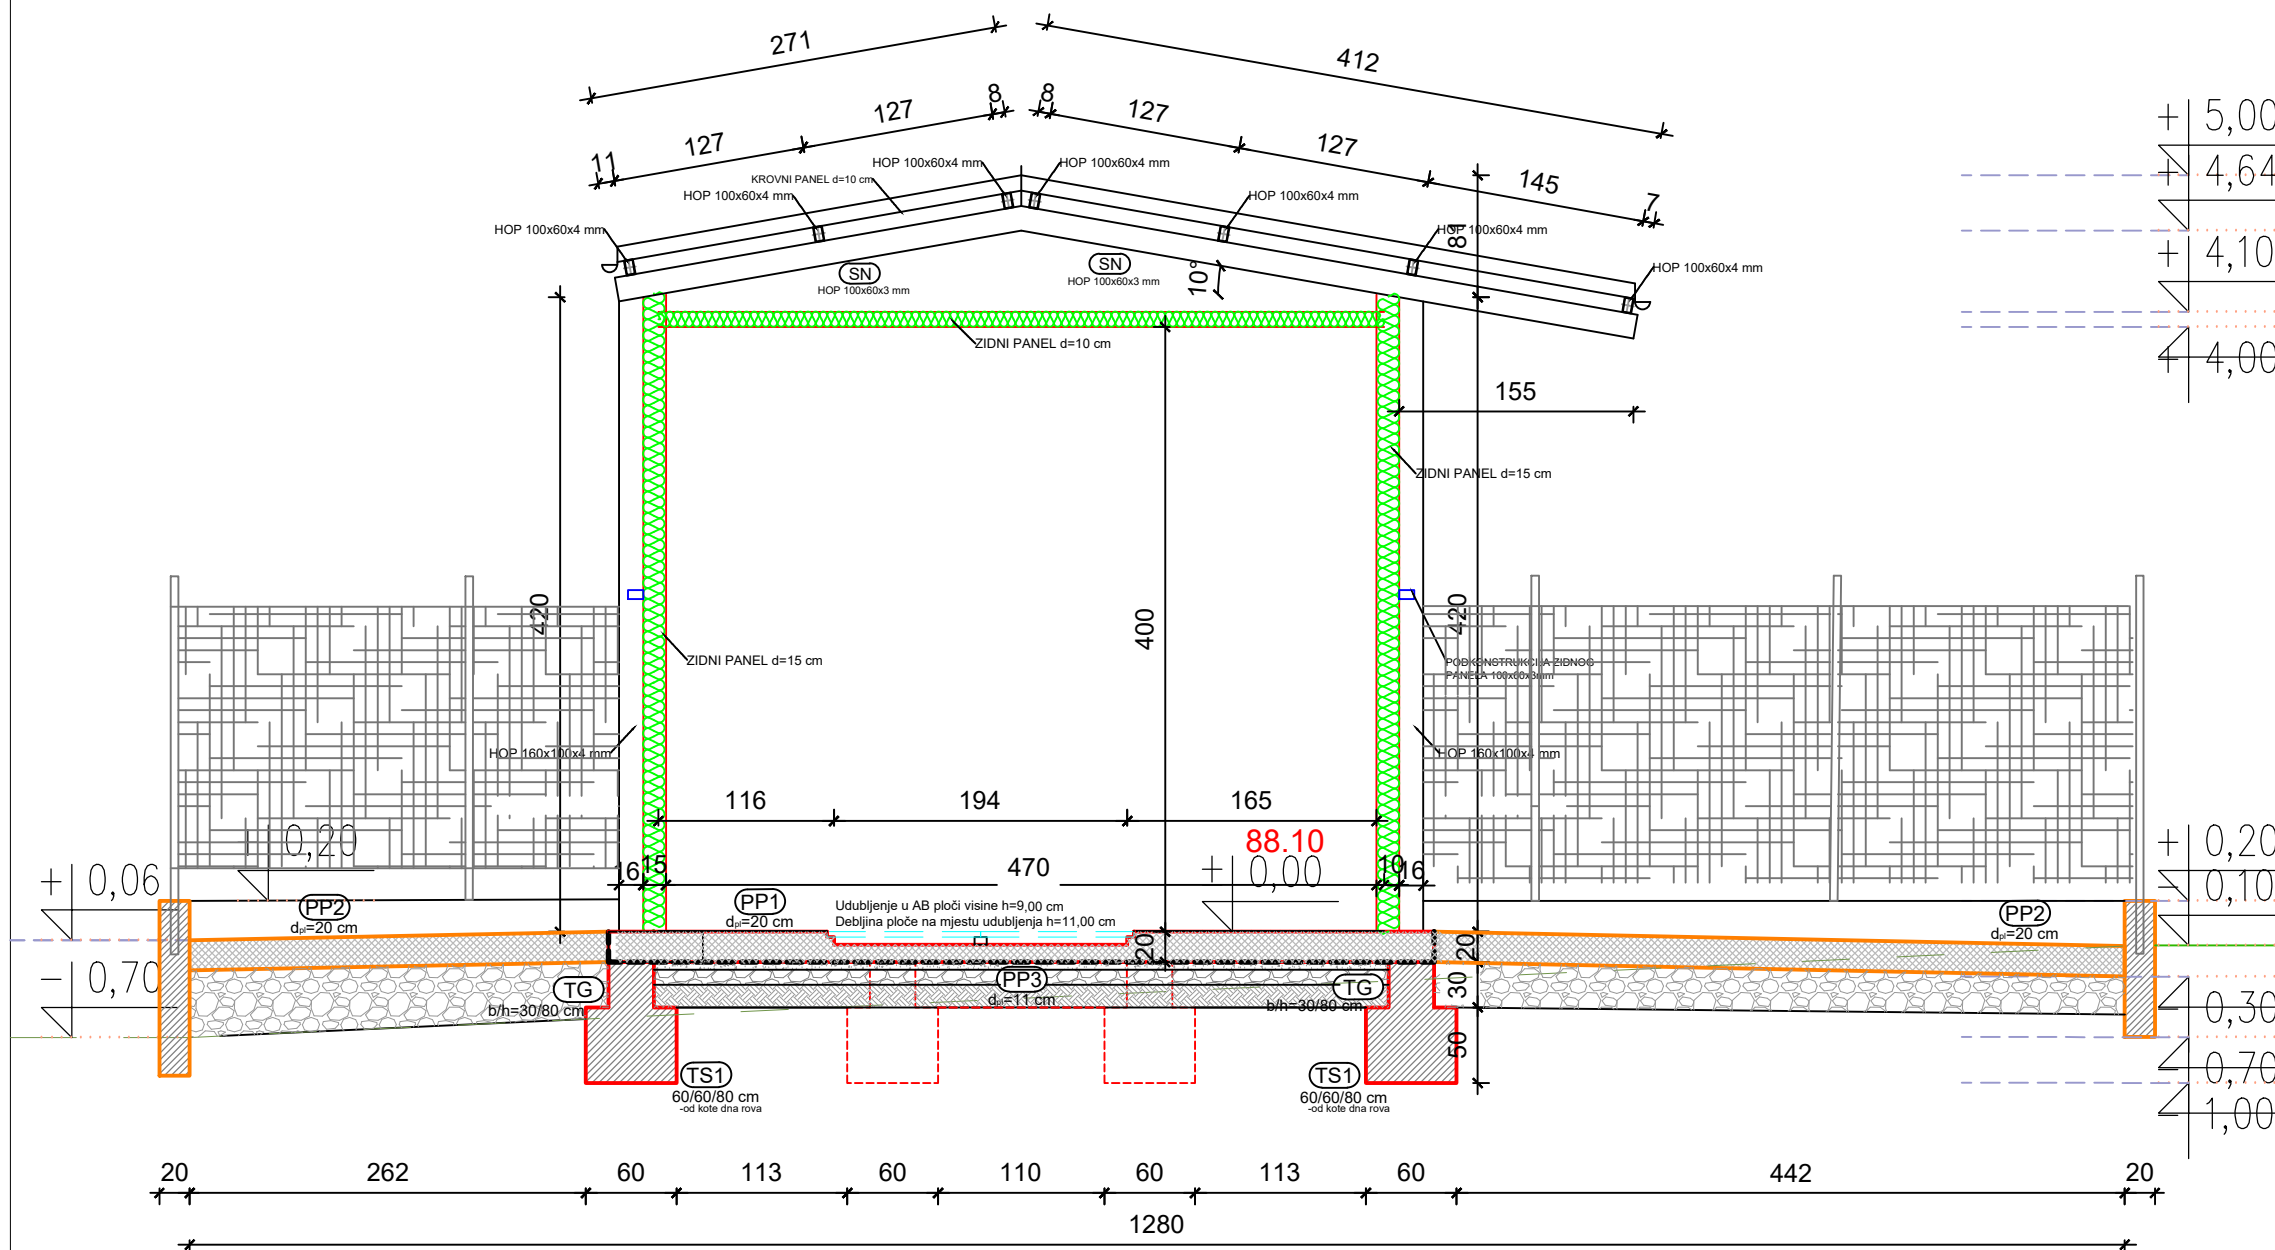 271
412
8
8
127
127
127
127
11
145
7
+ 5,00
+ 4,64
+ 4,10
+ 4,00
HOP 100x60x4 mm
HOP 100x60x4 mm
KROVNI PANEL d=10 cm
HOP 100x60x4 mm
HOP 100x60x4 mm
HOP 100x60x4 mm
HOP 100x60x4 mm
HOP 100x60x4 mm
81
SN
HOP 100x60x3 mm
SN
HOP 100x60x3 mm
10°
ZIDNI PANEL d=10 cm
155
ZIDNI PANEL d=15 cm
420
400
420
ZIDNI PANEL d=15 cm
PODKONSTRUKCIJA ZIDNOG
PANELA 100x60x3mm
HOP 160x100x4 mm
HOP 160x100x4 mm
116
194
165
88.10
+ 0,20
+ 0,00
+ 0,20
+ 0,06
- 0,10
16
15
470
10
16
PP2
dpl=20 cm
PP1
dpl=20 cm
Udubljenje u AB ploči visine h=9,00 cm
Debljina ploče na mjestu udubljenja h=11,00 cm
PP2
dpl=20 cm
20
20
- 0,70
TG
b/h=30/80 cm
PP3
dpl=11 cm
TG
b/h=30/80 cm
30
- 0,30
50
- 0,70
TS1
60/60/80 cm
-od kote dna rova
TS1
60/60/80 cm
-od kote dna rova
- 1,00
20
262
60
113
60
110
60
113
60
442
20
1280